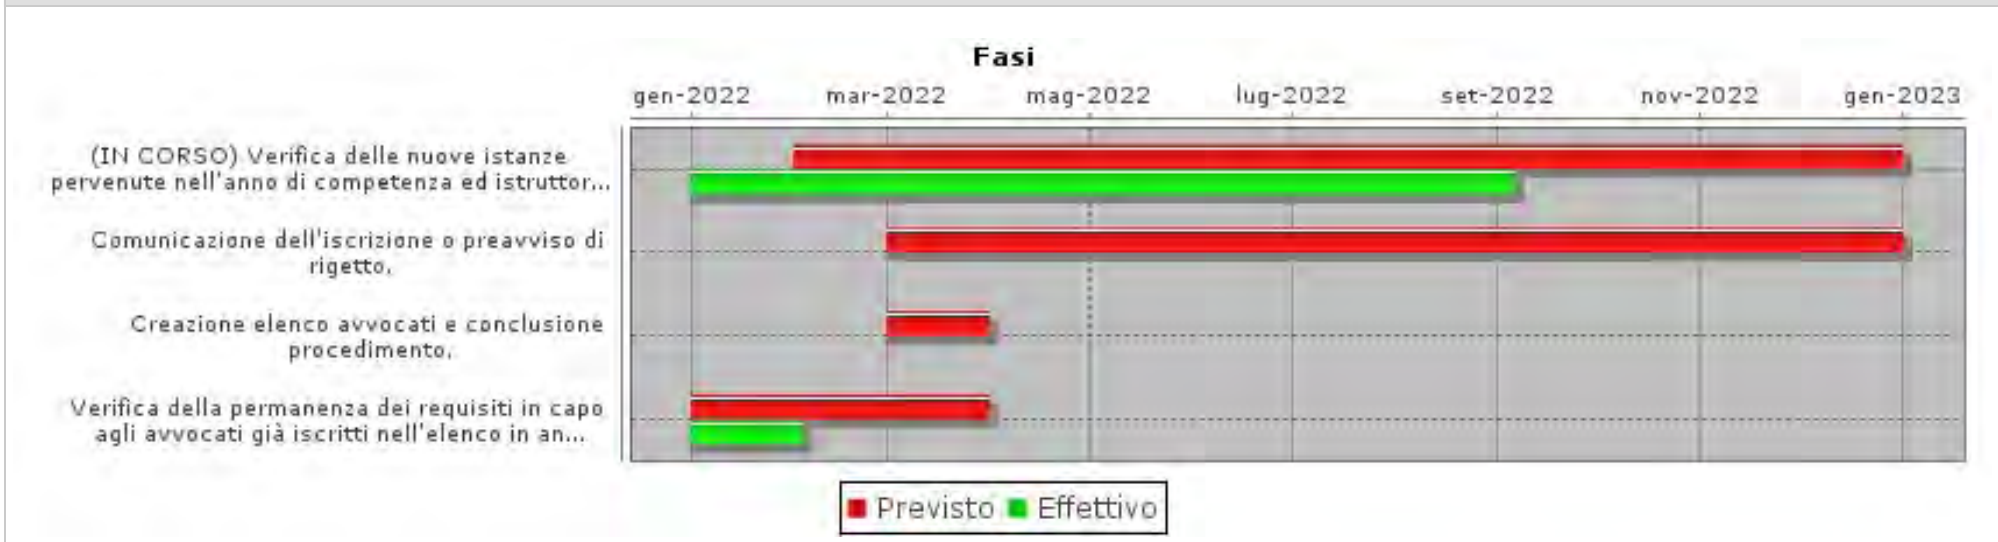 Fasi
gen-2022 mar-2022 mag-2022 lug-2022 set-2022 nov-2022 gen-2023
(IN CORSO) Verifica delle nuove istanze
pervenute nell'anno di competenza ed istruttor...
Comunicazione dell'iscrizione o preavviso di
rigetto.
Creazione elenco avvocati e conclusione
procedimento.
Verifica della permanenza dei requisiti in capo
agli avvocati già iscritti nell'elenco in an...
Previsto Effettivo